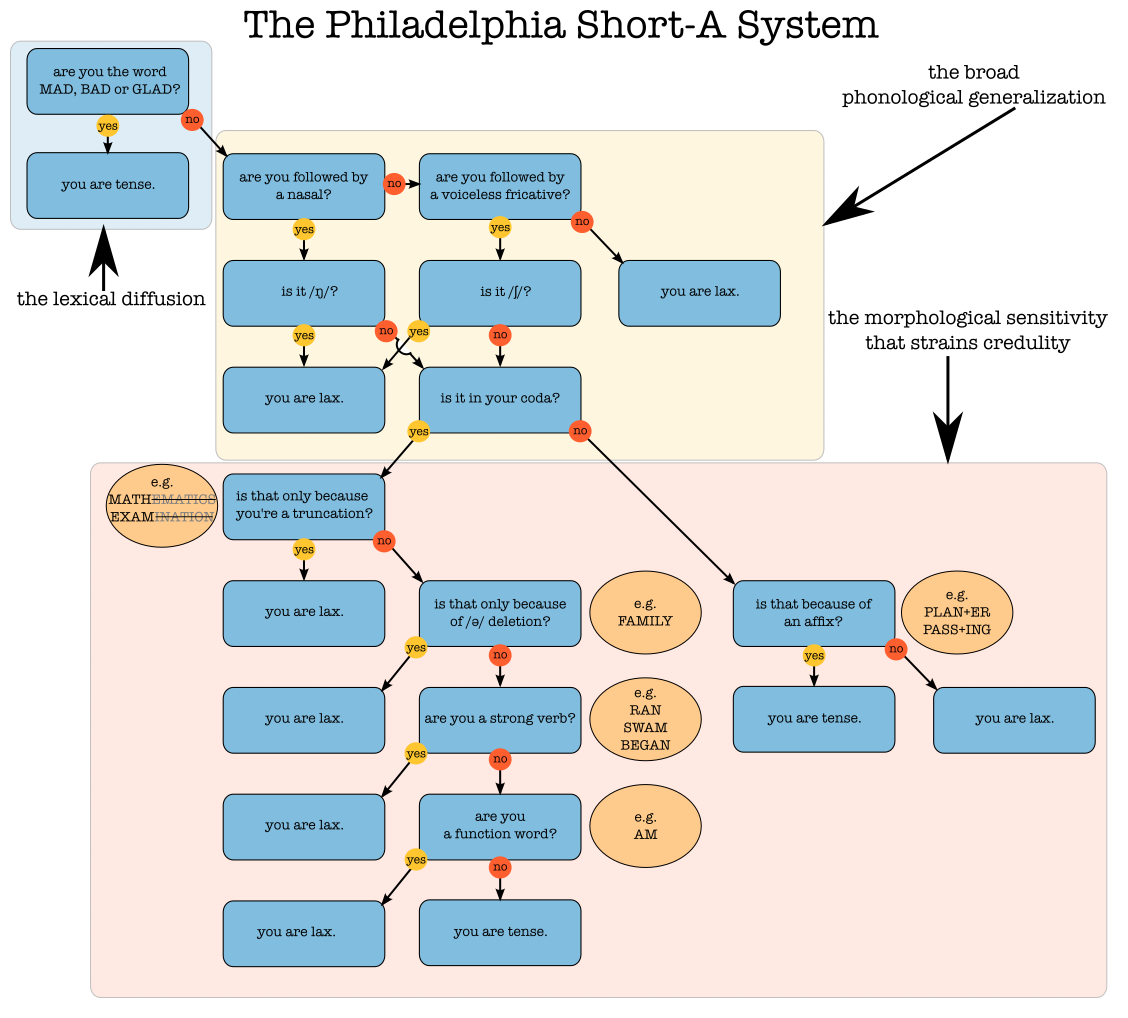 The Philadelphia Short-A System
are you the word
MAD, BAD or GLAD?
yes
no
you are tense.
the lexical diffusion
the broad
phonological generalization
are you followed by
a nasal?
no
are you followed by
a voiceless fricative?
yes
yes
no
is it /ŋ/?
is it /ʃ/?
you are lax.
yes
no
yes
no
you are lax.
is it in your coda?
yes
no
the morphological sensitivity
that strains credulity
e.g.
MATHEMATICS
EXAMINATION
is that only because
you're a truncation?
yes
no
you are lax.
is that only because
of /ə/ deletion?
e.g.
FAMILY
is that because of
an affix?
e.g.
PLAN+ER
PASS+ING
yes
no
yes
no
you are lax.
are you a strong verb?
e.g.
RAN
SWAM
BEGAN
you are tense.
you are lax.
yes
no
you are lax.
are you
a function word?
e.g.
AM
yes
no
you are lax.
you are tense.